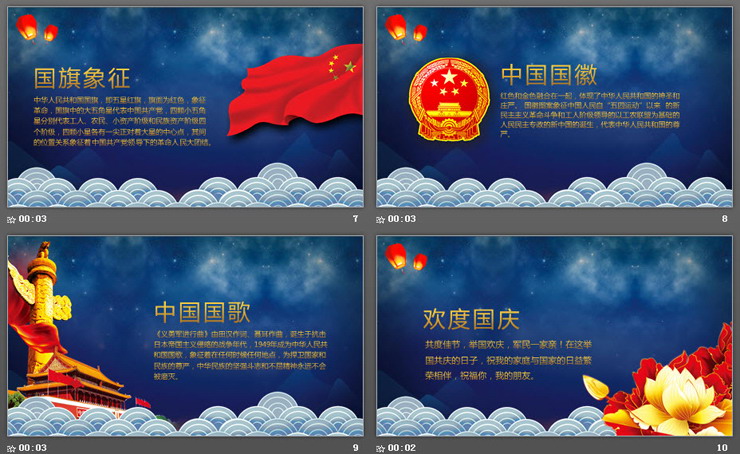 国旗象征
中华人民共和国国旗，即五星红旗，旗面为红色，象征
革命，国旗中的大五角星代表中国共产党，四颗小五角
星分别代表工人、农民、小资产阶级和民族资产阶级四
个阶级，四颗小星各有一尖正对着大星的中心点，其间
的位置关系象征着中国共产党领导下的革命人民大团结。
00:03
7
中国国徽
红色和金色融合在一起，体现了中华人民共和国的艳圣和
庄严。国徽图案象征中国人民自“五四运动”以来 的新
民主主义革命斗争和工人阶级领导的以工农联盟为基础的
人民民主专政的新中国的诞生，代表中华人民共和国的尊
严。
00:03
8
中国国歌
《义勇军进行曲》由田汉作词、聂耳作曲，诞生于抗击
日本帝国主义侵略的战争年代，1949年成为中华人民共
和国国歌，象征着在任何时候任何地点，为捍卫国家和
民族的尊严，中华民族的坚强斗志和不屈精神永远不会
被磨灭。
00:03
9
欢度国庆
共度佳节，举国欢庆，军民一家亲！在这举
国共庆的日子，祝我的家庭与国家的日益繁
荣相伴，祝福你，我的朋友。
00:02
10